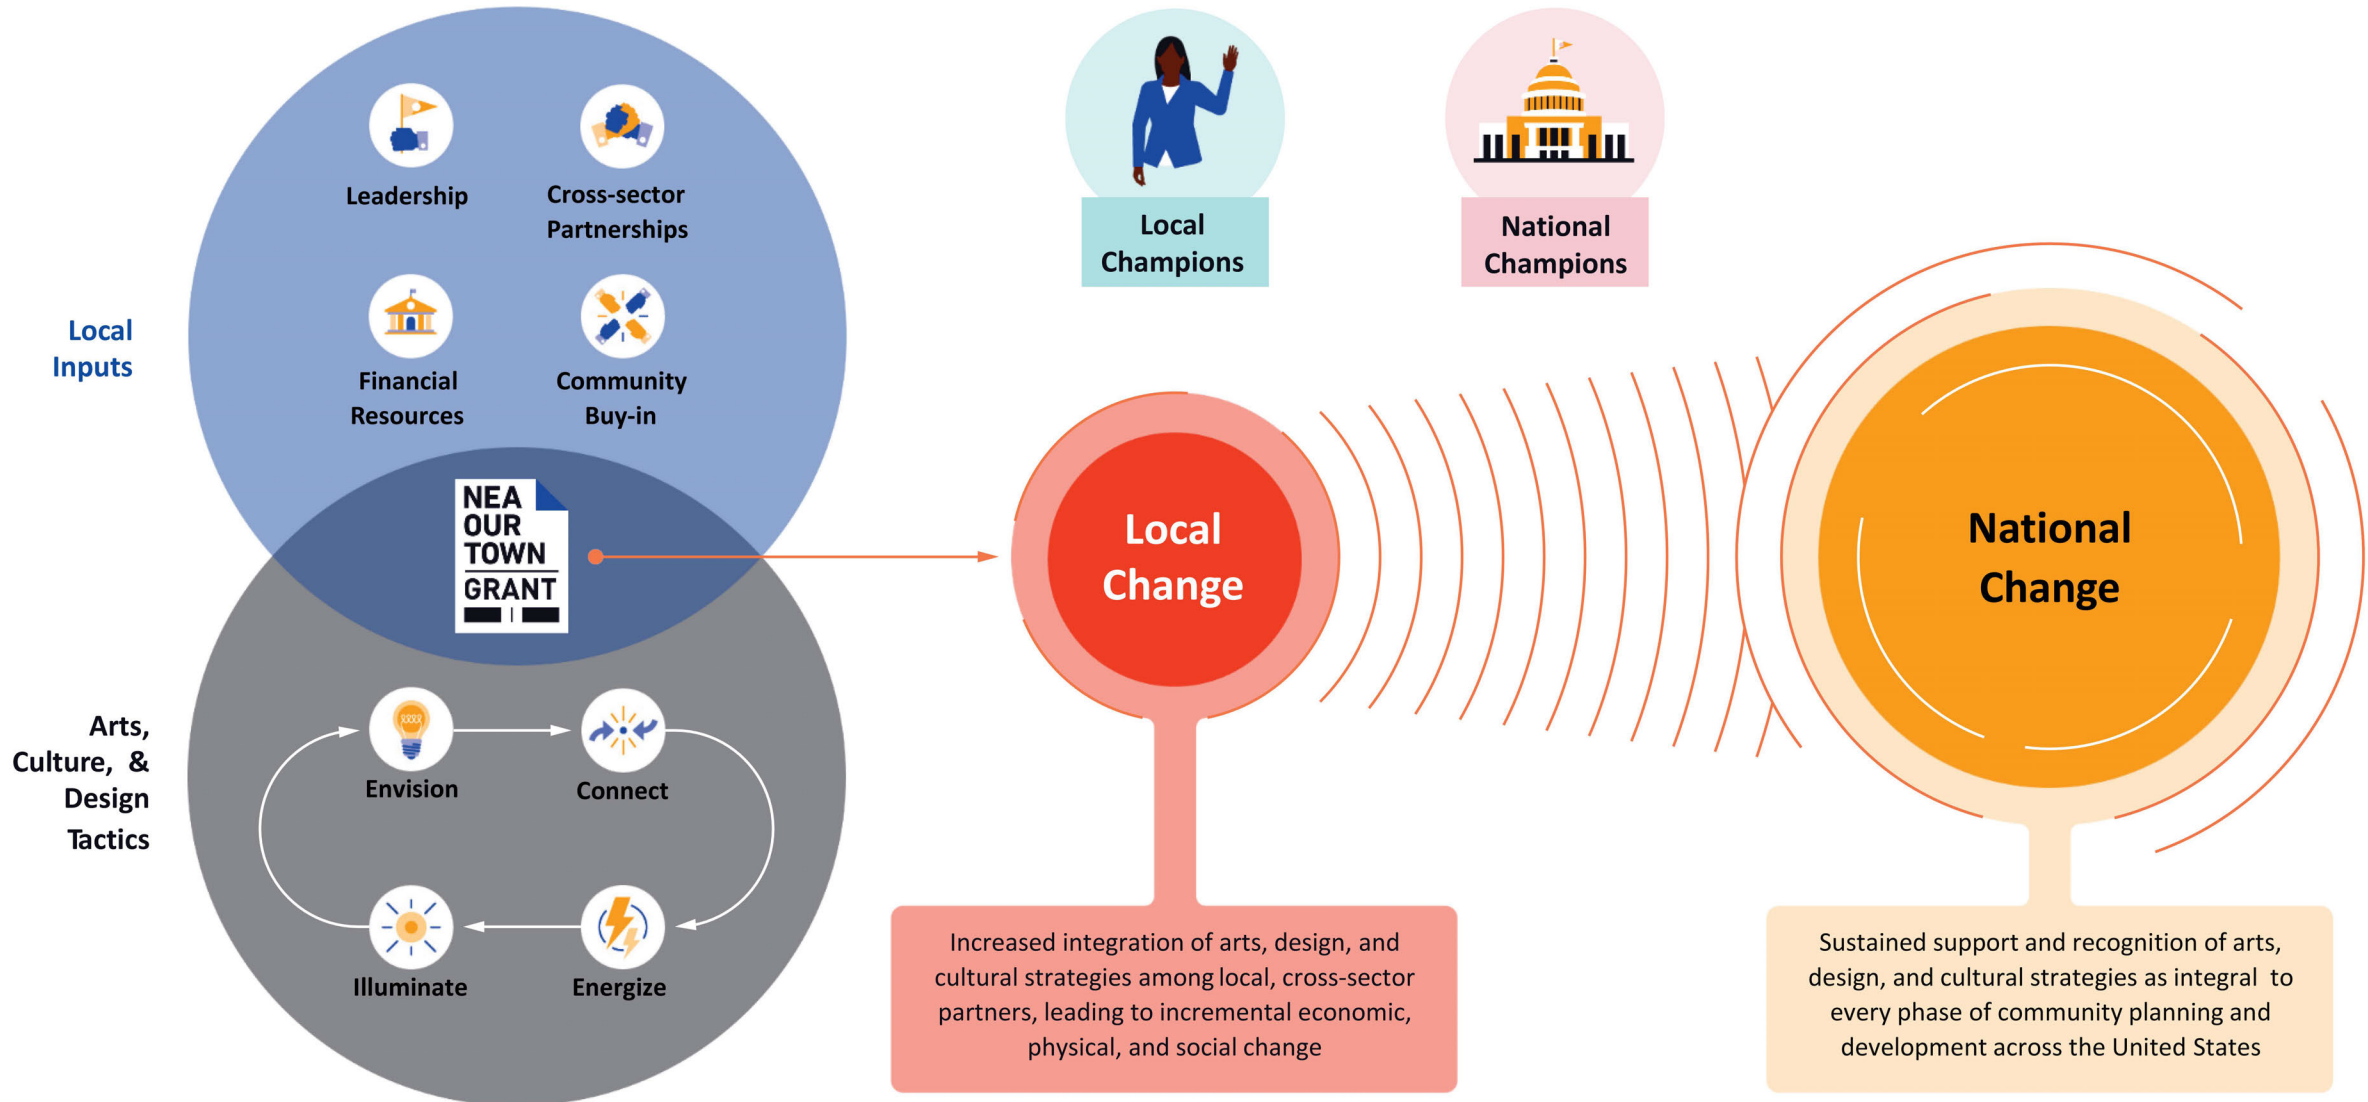 Local
Inputs
Leadership
Cross-sector
Partnerships
Financial
Resources
Community
Buy-in
NEA
OUR
TOWN
GRANT
Arts,
Culture, &
Design
Tactics
Envision
Connect
Illuminate
Energize
Local
Champions
National
Champions
Local
Change
National
Change
Increased integration of arts, design, and
cultural strategies among local, cross-sector
partners, leading to incremental economic,
physical, and social change
Sustained support and recognition of arts,
design, and cultural strategies as integral to
every phase of community planning and
development across the United States